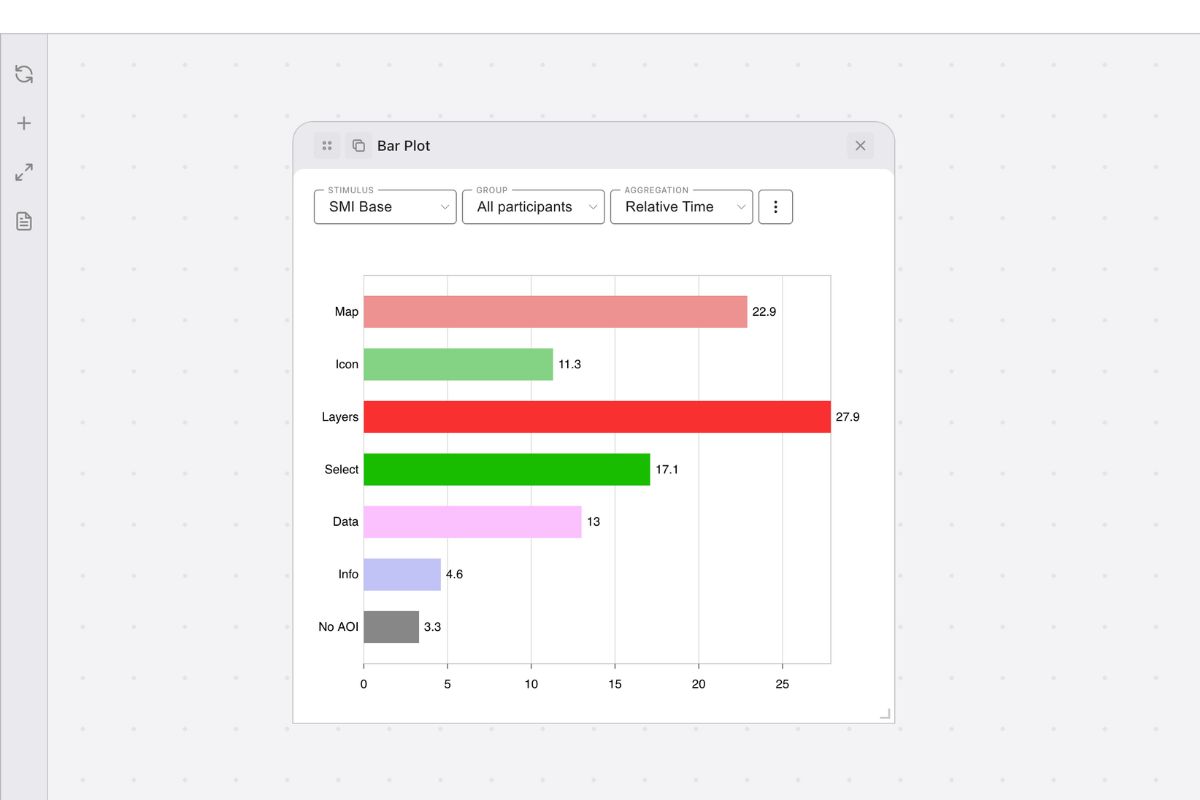 Bar Plot
STIMULUS GROUP AGGREGATION
SMI Base All participants Relative Time
Map 22.9
Icon 11.3
Layers 27.9
Select 17.1
Data 13
Info 4.6
No AOI 3.3
0 5 10 15 20 25